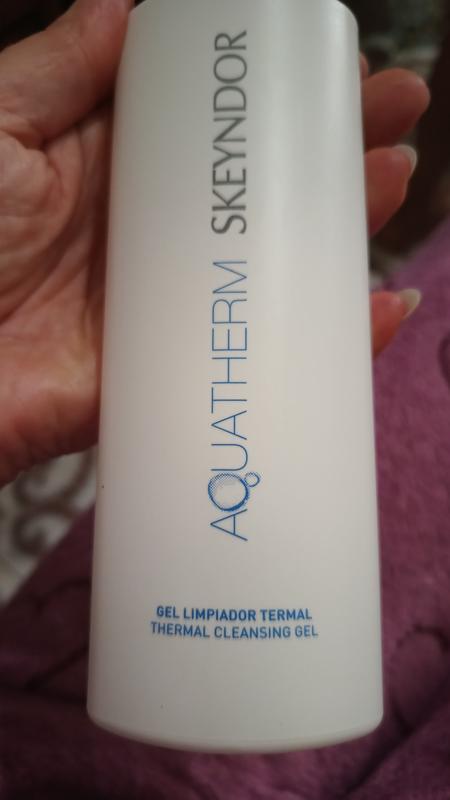 AQUATHERM SKEYNDOR
GEL LIMPIADOR TERMAL
THERMAL CLEANSING GEL